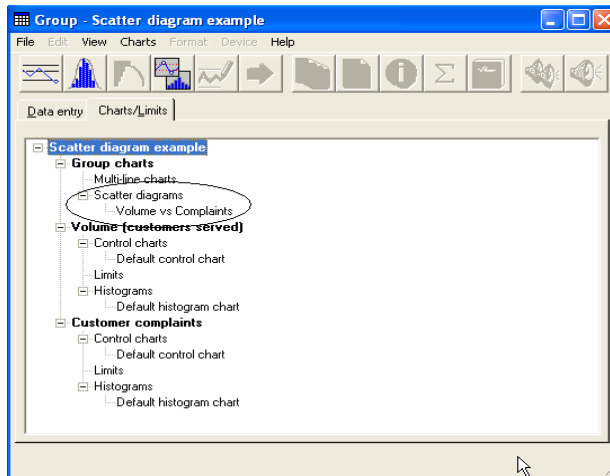 Group - Scatter diagram example
File Edit View Charts Format Device Help
Data entry Charts/Limits
Scatter diagram example
Group charts
Multi-line charts
Scatter diagrams
Volume vs Complaints
Volume (customers served)
Control charts
Default control chart
Limits
Histograms
Default histogram chart
Customer complaints
Control charts
Default control chart
Limits
Histograms
Default histogram chart